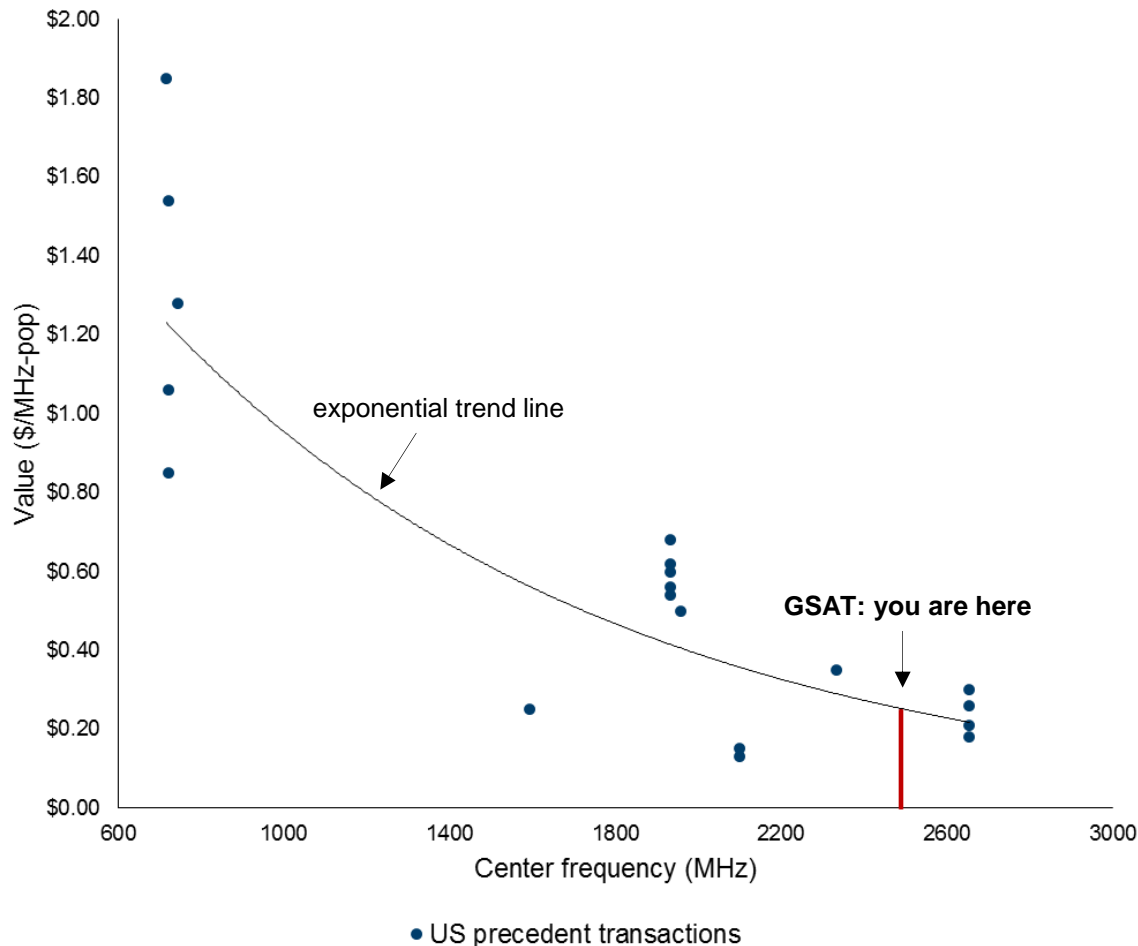 $2.00
$1.80
$1.60
$1.40
$1.20
$1.00
$0.80
$0.60
$0.40
$0.20
$0.00
Value ($/MHz-pop)
exponential trend line
GSAT: you are here
600 1000 1400 1800 2200 2600 3000
Center frequency (MHz)
US precedent transactions